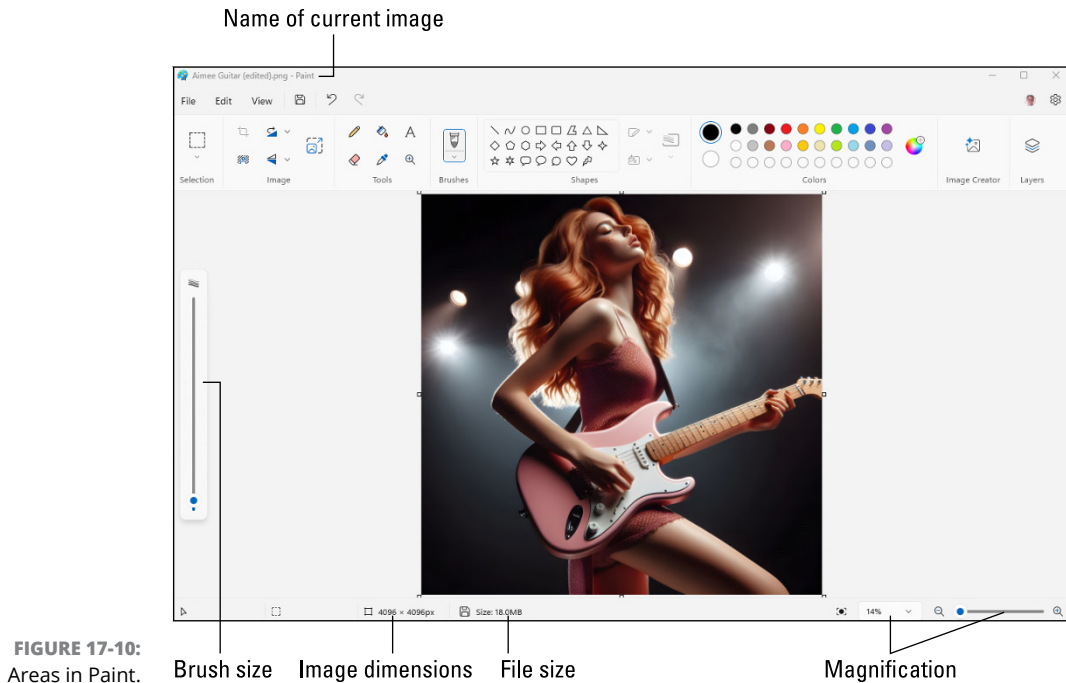 Name of current image
Aimee Guitar (edited).png - Paint
File Edit View
Selection Image Tools Brushes Shapes Colors Image Creator Layers
4096 × 4096px Size: 18.0MB 14%
FIGURE 17-10:
Areas in Paint.
Brush size Image dimensions File size Magnification